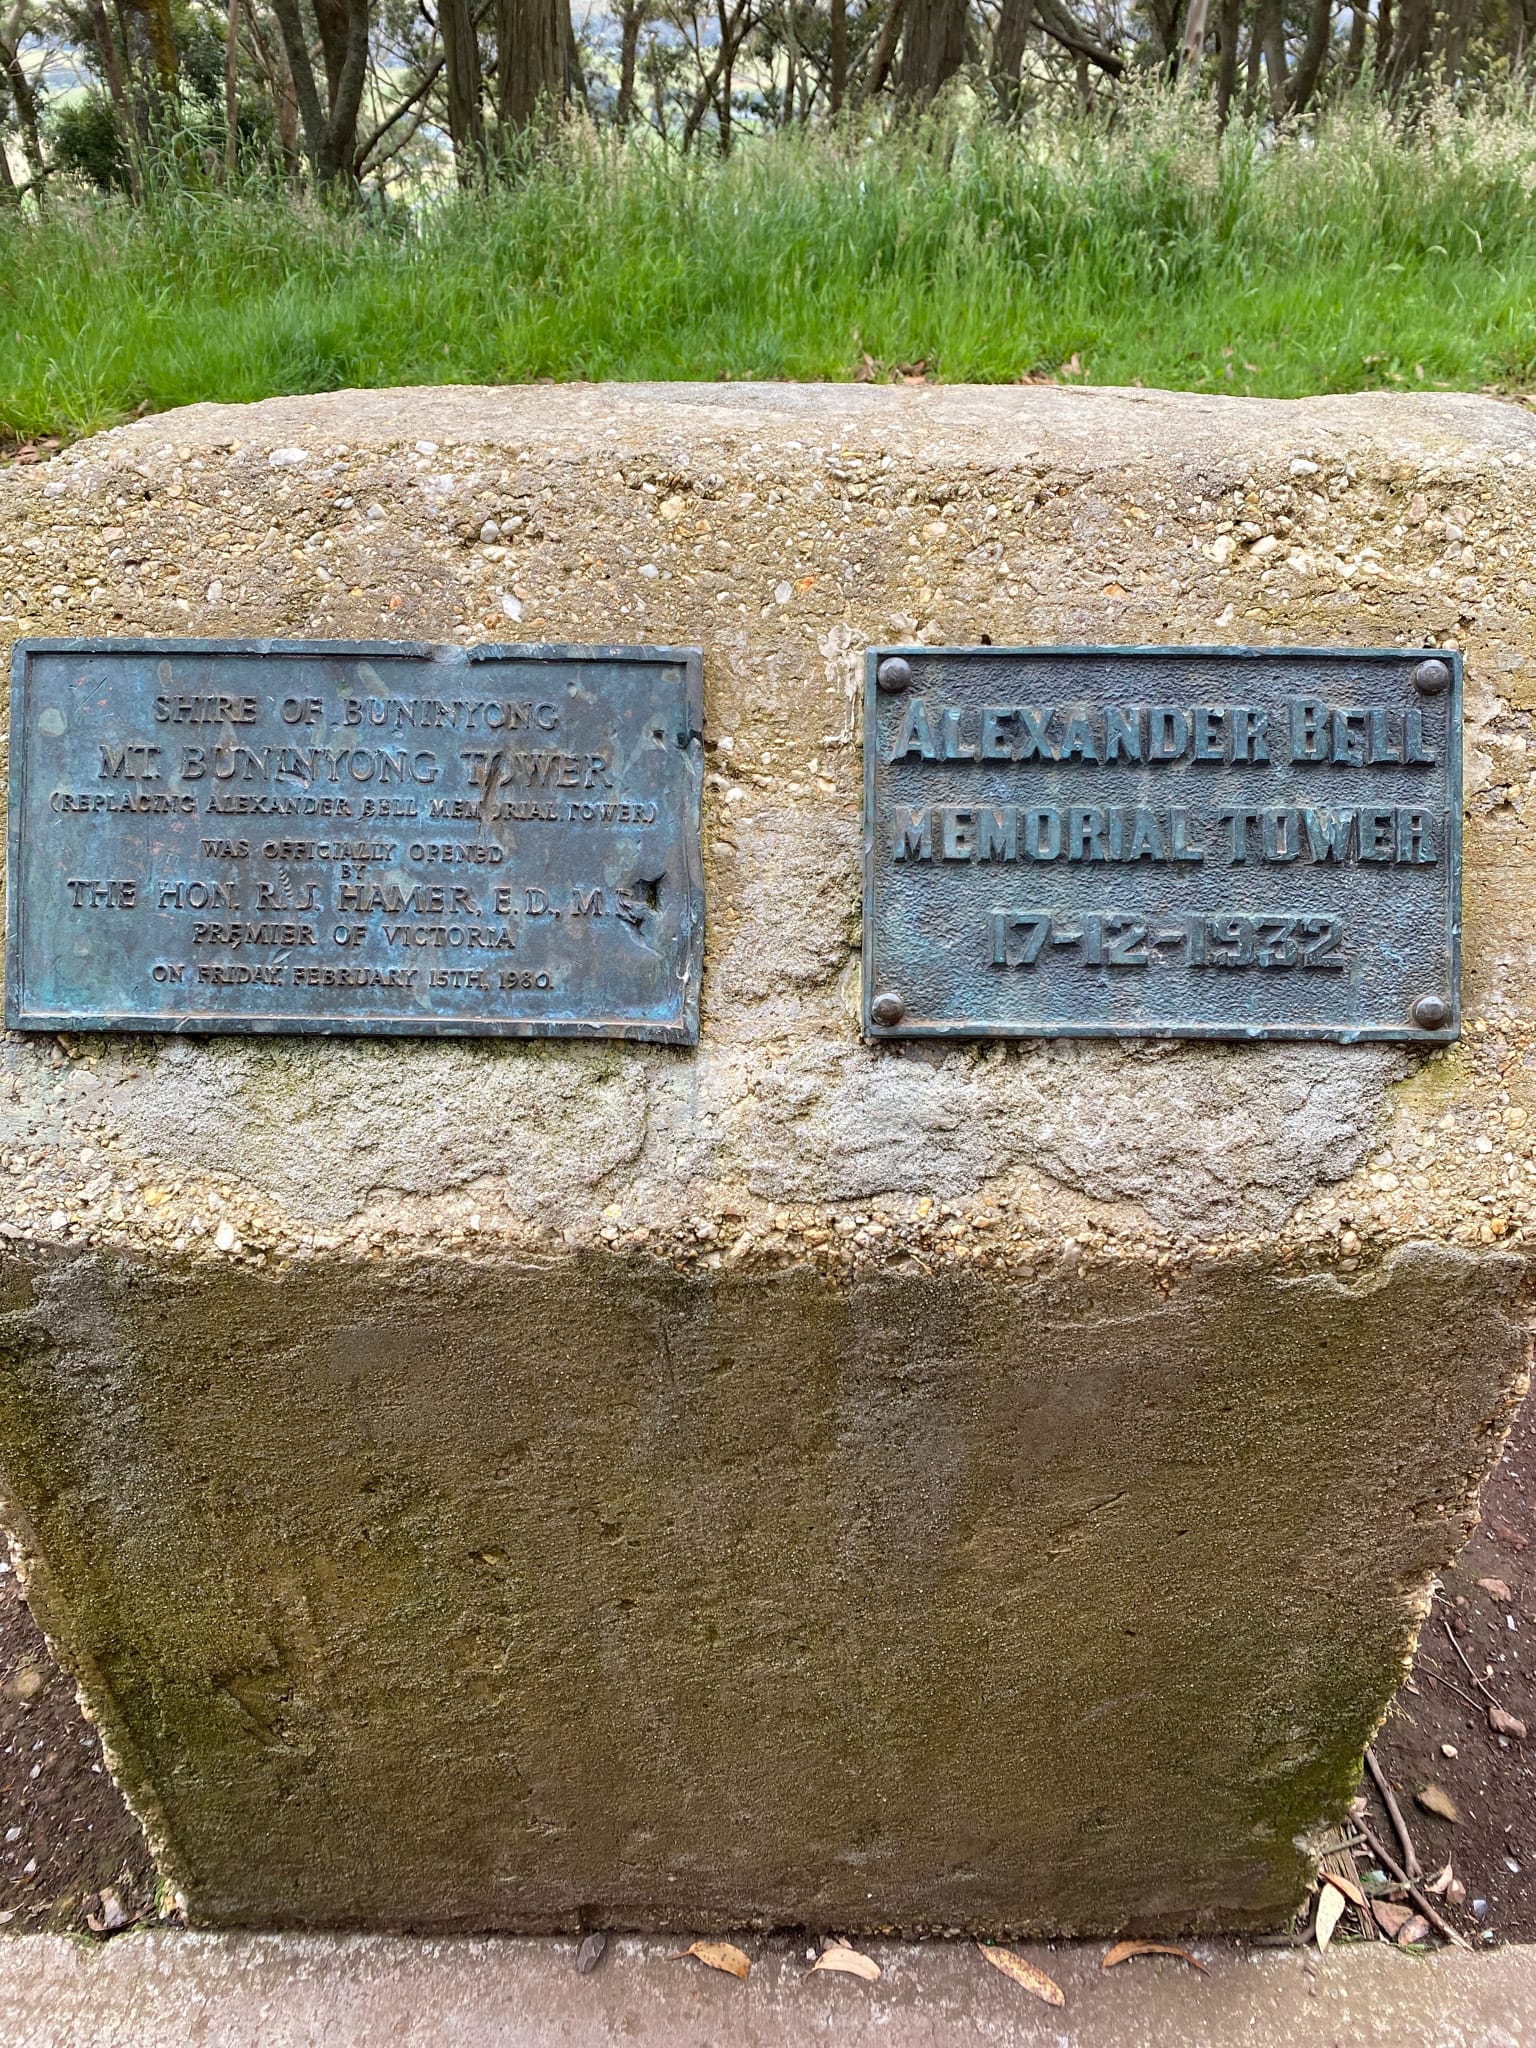 SHIRE OF BUNINYONG
MT BUNINYONG TOWER
(REPLACING ALEXANDER BELL MEMORIAL TOWER)
WAS OFFICIALLY OPENED
BY
THE HON. R. J. HAMER, E.D.,
PREMIER OF VICTORIA
ON FRIDAY, FEBRUARY 15TH, 1980.
ALEXANDER BELL
MEMORIAL TOWER
17-12-1932